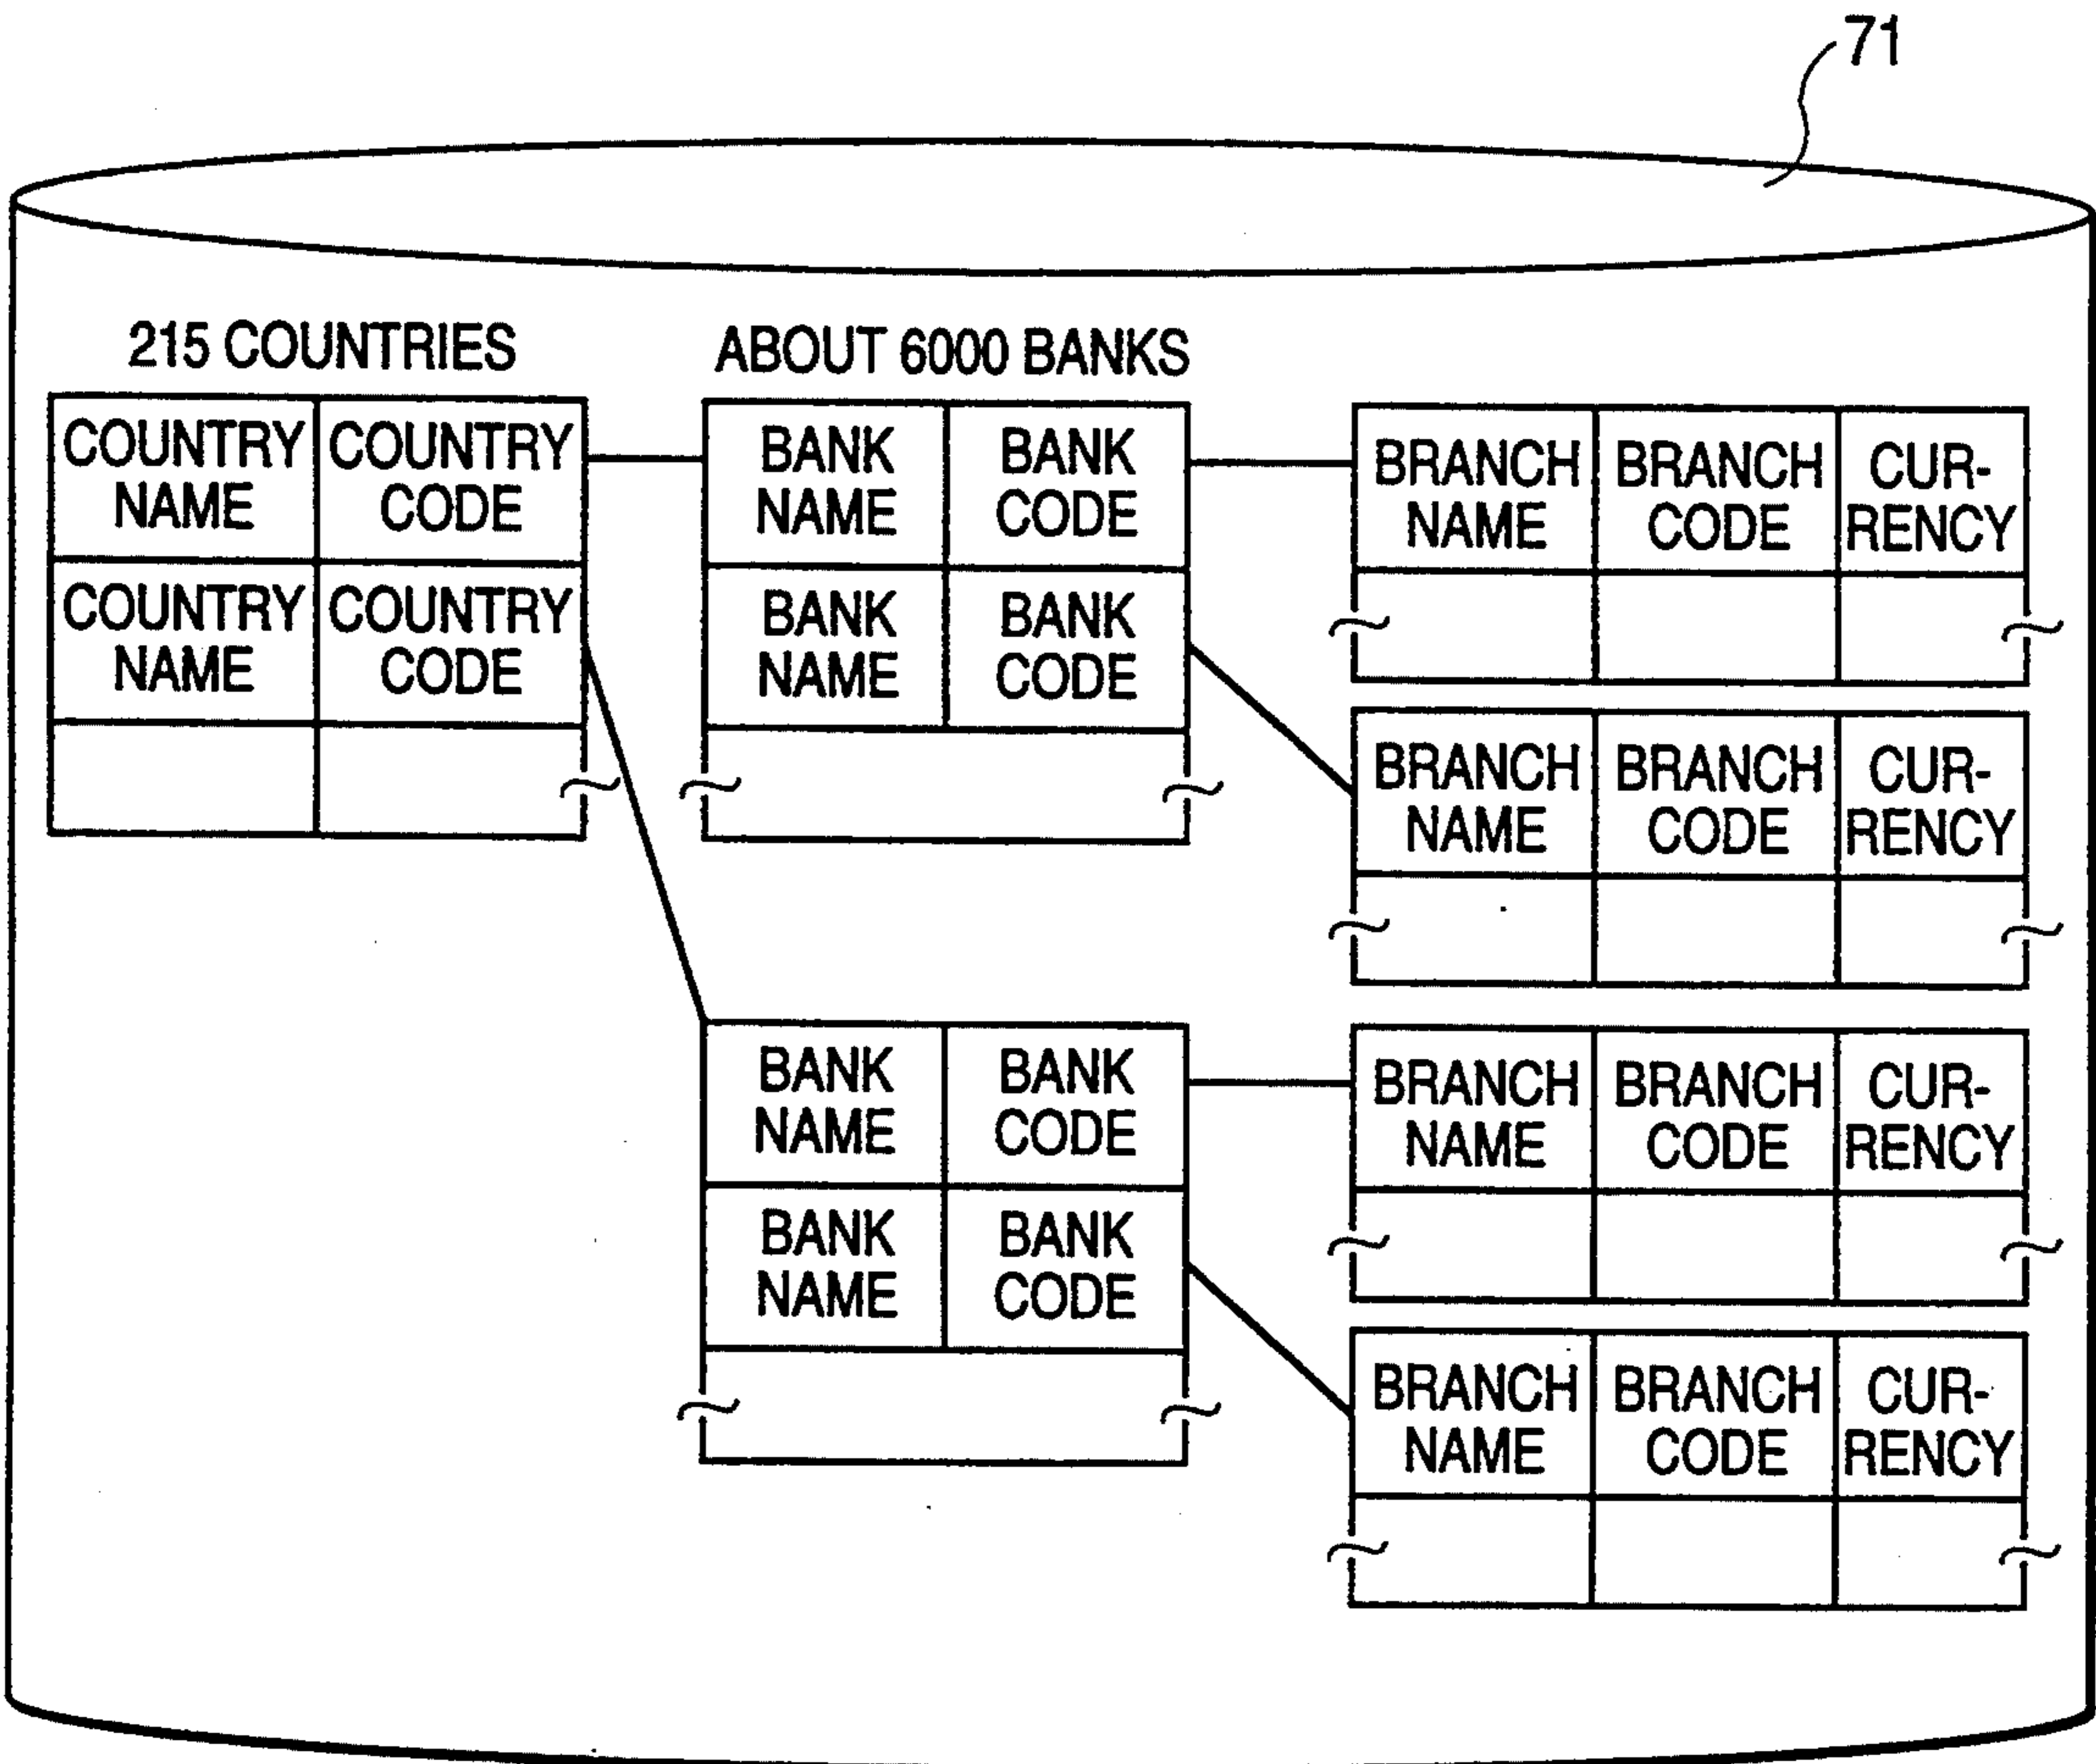 71
215 COUNTRIES
ABOUT 6000 BANKS
COUNTRY NAME
COUNTRY CODE
COUNTRY NAME
COUNTRY CODE
BANK NAME
BANK CODE
BANK NAME
BANK CODE
BRANCH NAME
BRANCH CODE
CUR-
RENCY
BRANCH NAME
BRANCH CODE
CUR-
RENCY
BANK NAME
BANK CODE
BANK NAME
BANK CODE
BRANCH NAME
BRANCH CODE
CUR-
RENCY
BRANCH NAME
BRANCH CODE
CUR-
RENCY